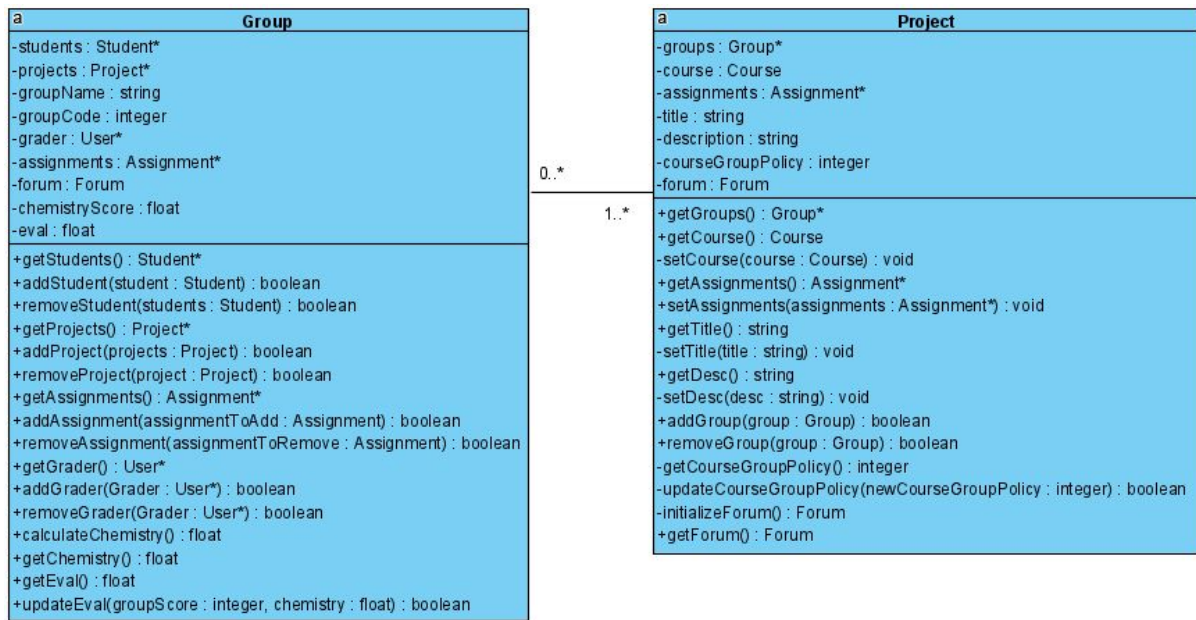 a
Group
-students : Student*
-projects : Project*
-groupName : string
-groupCode : integer
-grader : User*
-assignments : Assignment*
-forum : Forum
-chemistryScore : float
-eval : float
+getStudents() : Student*
+addStudent(student : Student) : boolean
+removeStudent(students : Student) : boolean
+getProjects() : Project*
+addProject(projects : Project) : boolean
+removeProject(project : Project) : boolean
+getAssignments() : Assignment*
+addAssignment(assignmentToAdd : Assignment) : boolean
+removeAssignment(assignmentToRemove : Assignment) : boolean
+getGrader() : User*
+addGrader(Grader : User*) : boolean
+removeGrader(Grader : User*) : boolean
+calculateChemistry() : float
+getChemistry() : float
+getEval() : float
+updateEval(groupScore : integer, chemistry : float) : boolean
0..*
1..*
a
Project
-groups : Group*
-course : Course
-assignments : Assignment*
-title : string
-description : string
-courseGroupPolicy : integer
-forum : Forum
+getGroups() : Group*
+getCourse() : Course
-setCourse(course : Course) : void
+getAssignments() : Assignment*
+setAssignments(assignments : Assignment*) : void
+getTitle() : string
-setTitle(title : string) : void
+getDesc() : string
-setDesc(desc : string) : void
+addGroup(group : Group) : boolean
+removeGroup(group : Group) : boolean
-getCourseGroupPolicy() : integer
-updateCourseGroupPolicy(newCourseGroupPolicy : integer) : boolean
-initializeForum() : Forum
+getForum() : Forum